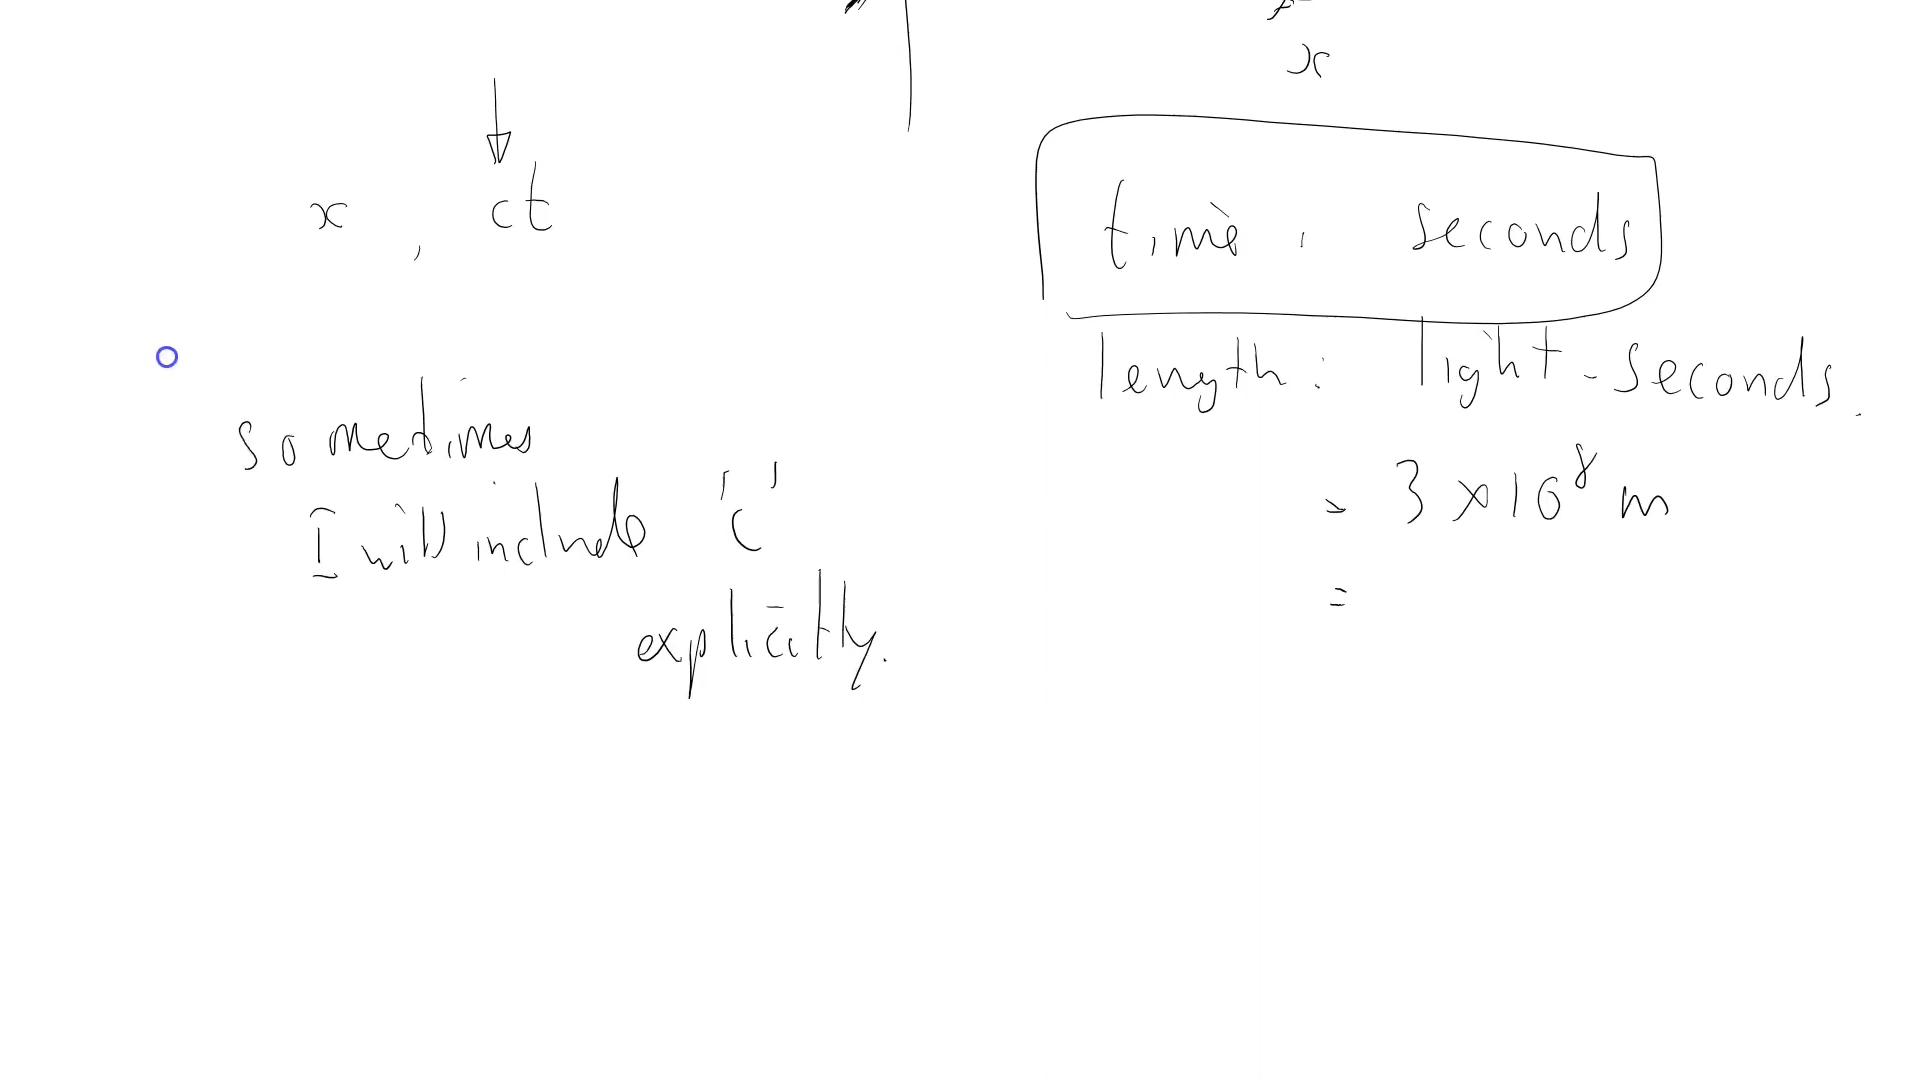 x
x , ct
time : seconds
length : light-seconds.
sometimes
I will include 'c'
explicitly.
= 3 x 10⁸ m
=